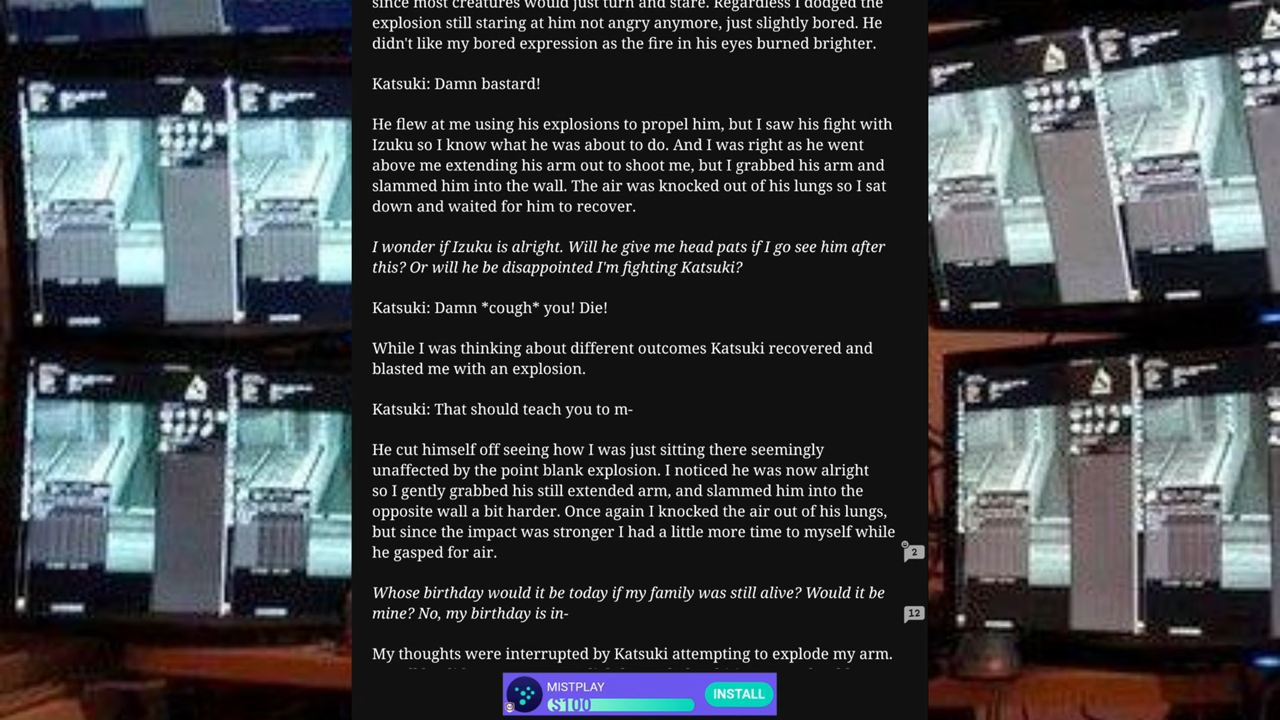 since most creatures would just turn and stare. Regardless I dodged the
explosion still staring at him not angry anymore, just slightly bored. He
didn't like my bored expression as the fire in his eyes burned brighter.
Katsuki: Damn bastard!
He flew at me using his explosions to propel him, but I saw his fight with
Izuku so I know what he was about to do. And I was right as he went
above me extending his arm out to shoot me, but I grabbed his arm and
slammed him into the wall. The air was knocked out of his lungs so I sat
down and waited for him to recover.
I wonder if Izuku is alright. Will he give me head pats if I go see him after
this? Or will he be disappointed I'm fighting Katsuki?
Katsuki: Damn *cough* you! Die!
While I was thinking about different outcomes Katsuki recovered and
blasted me with an explosion.
Katsuki: That should teach you to m-
He cut himself off seeing how I was just sitting there seemingly
unaffected by the point blank explosion. I noticed he was now alright
so I gently grabbed his still extended arm, and slammed him into the
opposite wall a bit harder. Once again I knocked the air out of his lungs,
but since the impact was stronger I had a little more time to myself while
he gasped for air.
2
Whose birthday would it be today if my family was still alive? Would it be
mine? No, my birthday is in-
12
My thoughts were interrupted by Katsuki attempting to explode my arm.
MISTPLAY
$100
INSTALL